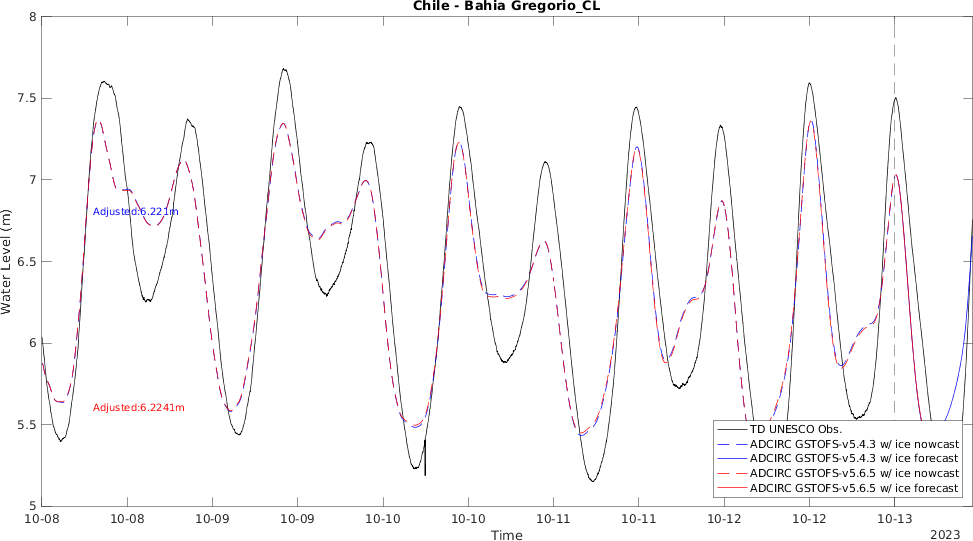 Chile - Bahia Gregorio_CL
Water Level (m)
8
7.5
7
6.5
6
5.5
5
Adjusted:6.221m
Adjusted:6.2241m
TD UNESCO Obs.
ADCIRC GSTOFS-v5.4.3 w/ ice nowcast
ADCIRC GSTOFS-v5.4.3 w/ ice forecast
ADCIRC GSTOFS-v5.6.5 w/ ice nowcast
ADCIRC GSTOFS-v5.6.5 w/ ice forecast
10-08 10-08 10-09 10-09 10-10 10-10 10-11 10-11 10-12 10-12 10-13
Time
2023